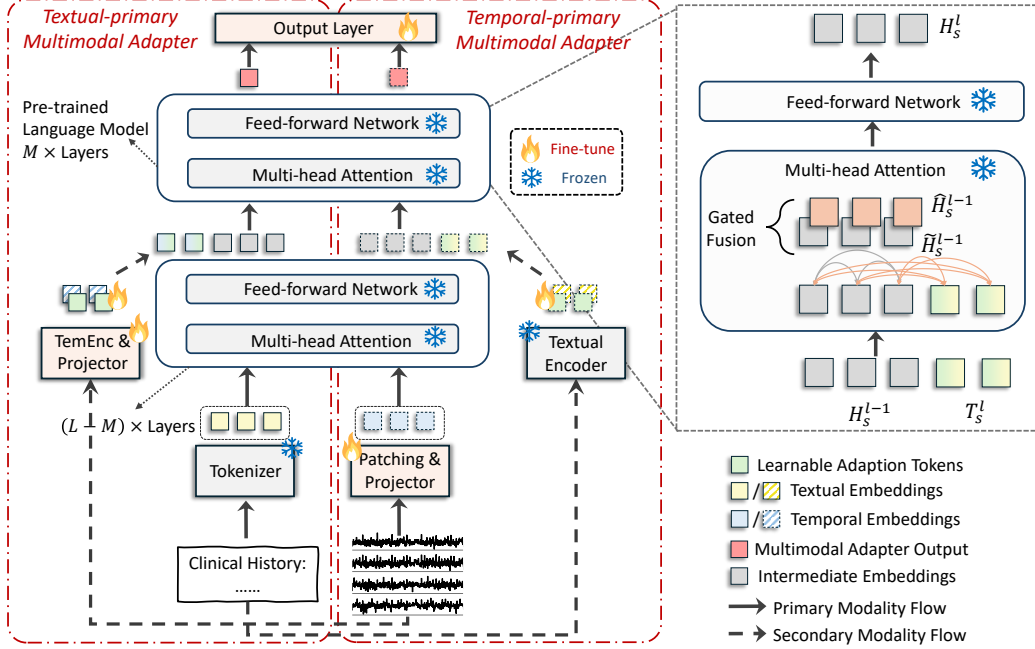 Textual-primary
Multimodal Adapter
Output Layer
Temporal-primary
Multimodal Adapter
Pre-trained
Language Model
M × Layers
Feed-forward Network
Multi-head Attention
Fine-tune
Frozen
Feed-forward Network
Multi-head Attention
TemEnc &
Projector
Textual
Encoder
(L − M) × Layers
Tokenizer
Patching &
Projector
Clinical History:
......
H_s^l
Feed-forward Network
Multi-head Attention
Gated
Fusion
Ĥ_s^{l−1}
H̃_s^{l−1}
H_s^{l−1}
T_s^l
Learnable Adaption Tokens
/ Textual Embeddings
/ Temporal Embeddings
Multimodal Adapter Output
Intermediate Embeddings
Primary Modality Flow
Secondary Modality Flow